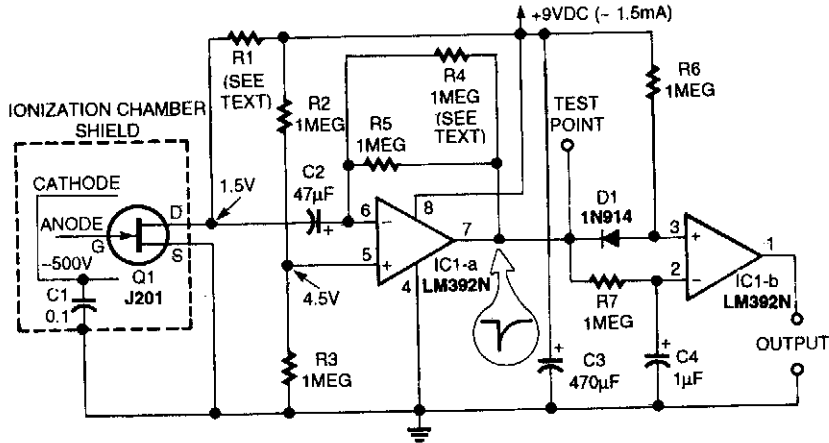 +9VDC (~ 1.5mA)
R1
(SEE
TEXT)
R4
1MEG
(SEE
TEXT)
R6
1MEG
R2
1MEG
R5
1MEG
TEST
POINT
IONIZATION CHAMBER
SHIELD
CATHODE
ANODE
G
D
S
~500V
Q1
J201
C1
0.1
1.5V
C2
47µF
+
6
−
8
7
5
+
4
IC1-a
LM392N
4.5V
D1
1N914
3
+
2
−
1
IC1-b
LM392N
R7
1MEG
R3
1MEG
+
C3
470µF
+
C4
1µF
OUTPUT